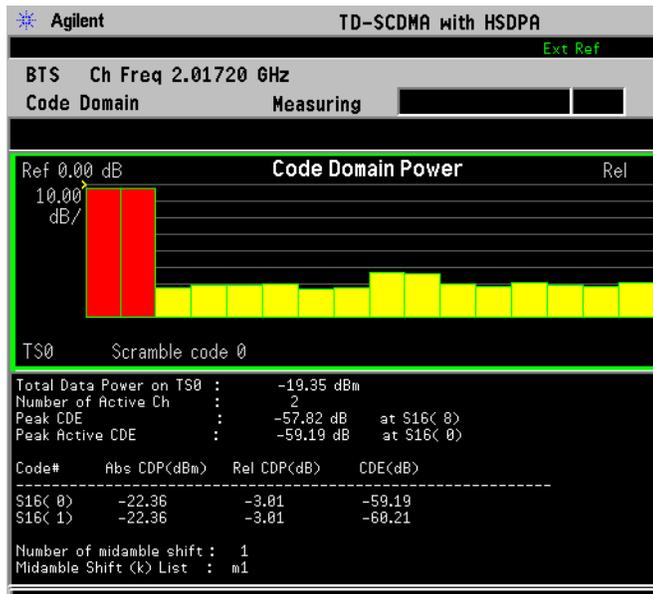 Agilent TD-SCDMA with HSDPA
Ext Ref
BTS Ch Freq 2.01720 GHz
Code Domain Measuring
Ref 0.00 dB Code Domain Power Rel
10.00
dB/
TS0 Scramble code 0
Total Data Power on TS0 : -19.35 dBm
Number of Active Ch : 2
Peak CDE : -57.82 dB at S16( 8)
Peak Active CDE : -59.19 dB at S16( 0)
Code# Abs CDP(dBm) Rel CDP(dB) CDE(dB)
S16( 0) -22.36 -3.01 -59.19
S16( 1) -22.36 -3.01 -60.21
Number of midamble shift : 1
Midamble Shift (k) List : m1